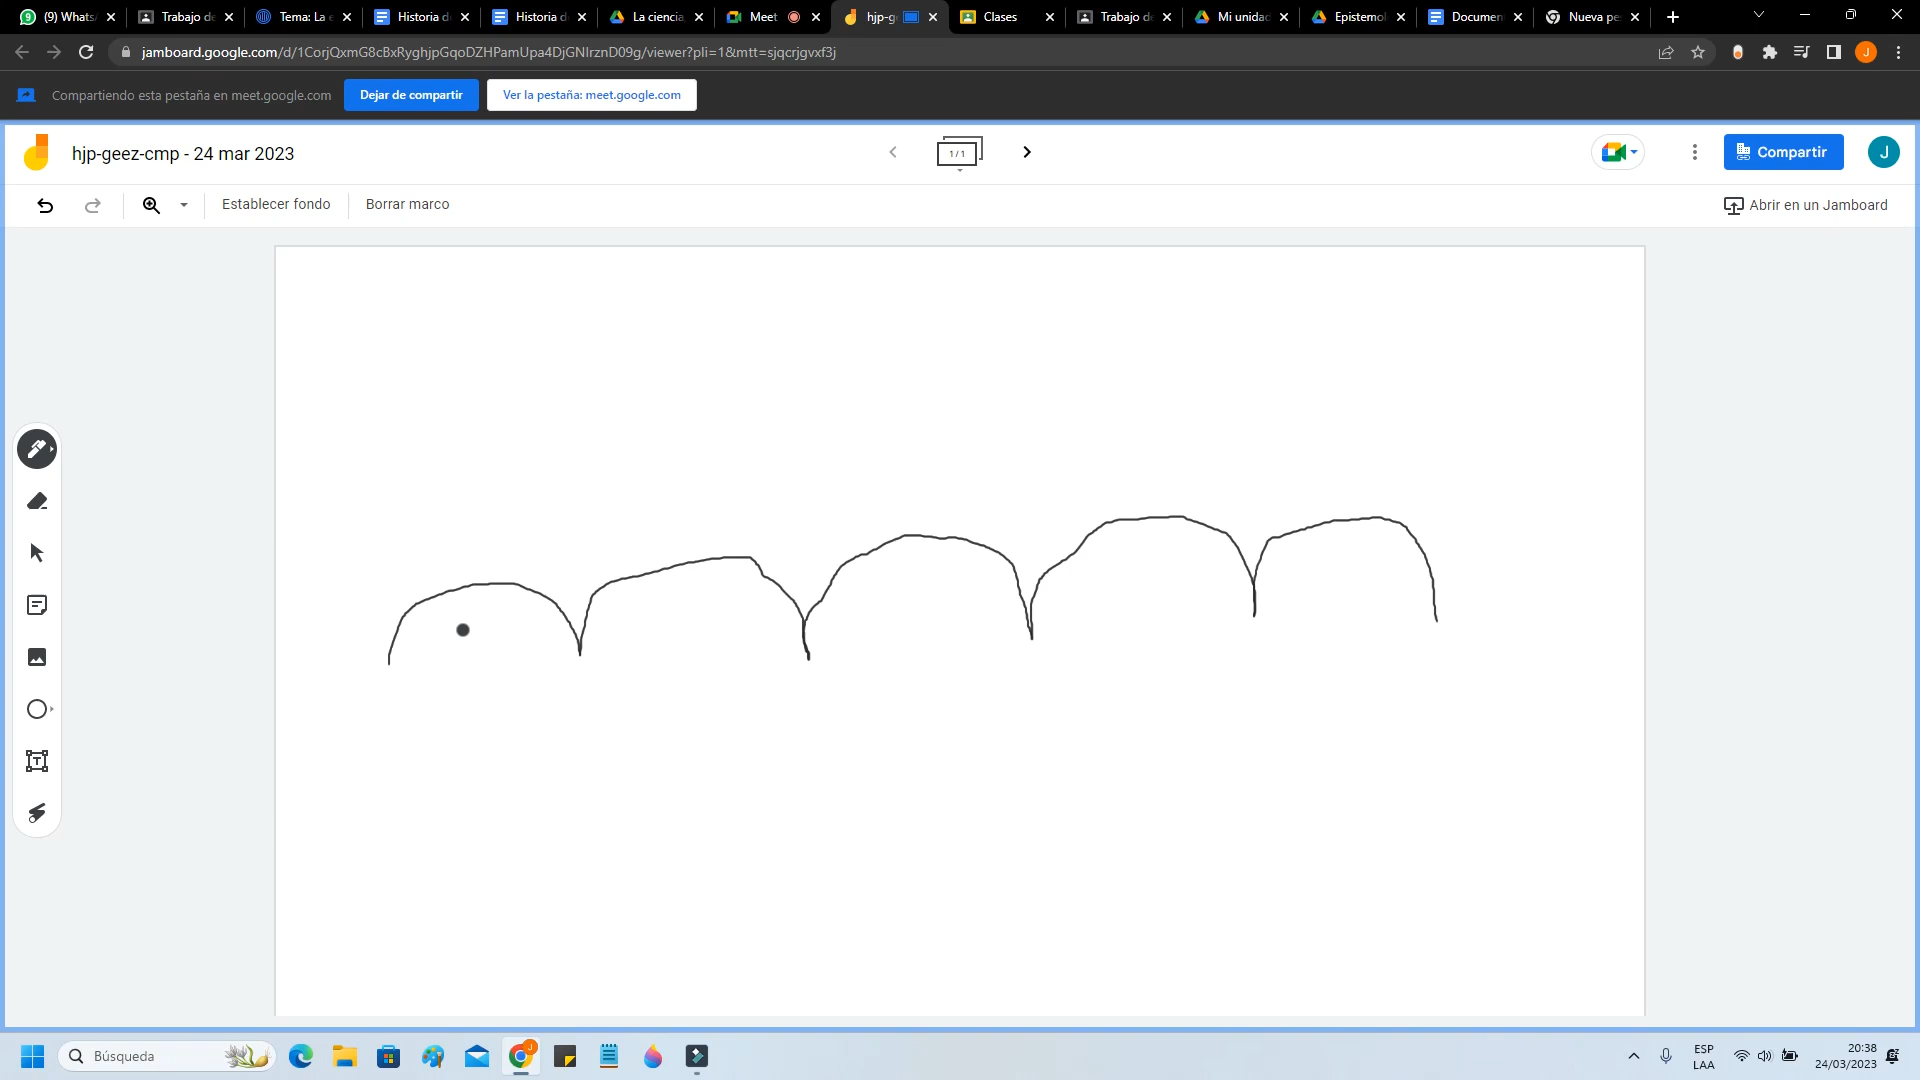 (9) Whats
Trabajo de
Tema: La e
Historia d
Historia d
La ciencia
Meet
hjp-g
Clases
Trabajo de
Mi unidad
Epistemol
Documen
Nueva pe
jamboard.google.com/d/1CorjQxmG8cBxRyghjpGqoDZHPamUpa4DjGNIrznD09g/viewer?pli=1&mtt=sjqcrjgvxf3j
J
Compartiendo esta pestaña en meet.google.com
Dejar de compartir
Ver la pestaña: meet.google.com
hjp-geez-cmp - 24 mar 2023
1 / 1
Compartir
J
Establecer fondo
Borrar marco
Abrir en un Jamboard
Búsqueda
ESP
LAA
20:38
24/03/2023